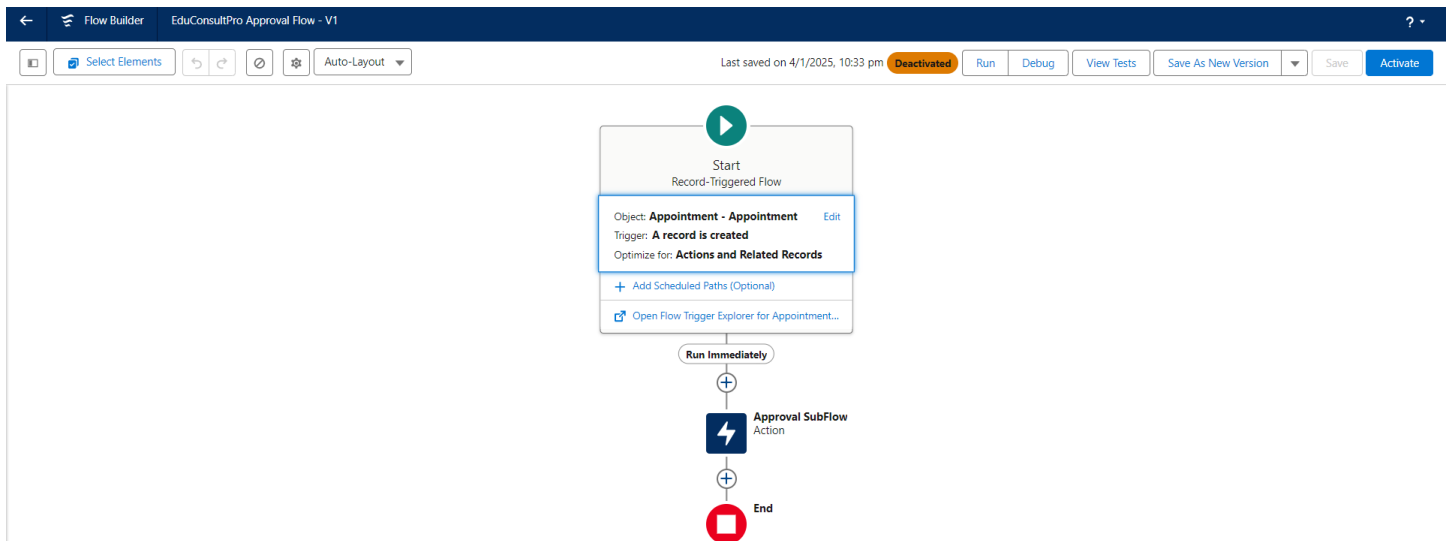 Flow Builder EduConsultPro Approval Flow - V1 ?
Select Elements Auto-Layout Last saved on 4/1/2025, 10:33 pm Deactivated Run Debug View Tests Save As New Version Save Activate
Start
Record-Triggered Flow
Object: Appointment - Appointment Edit
Trigger: A record is created
Optimize for: Actions and Related Records
Add Scheduled Paths (Optional)
Open Flow Trigger Explorer for Appointment...
Run Immediately
Approval SubFlow
Action
End